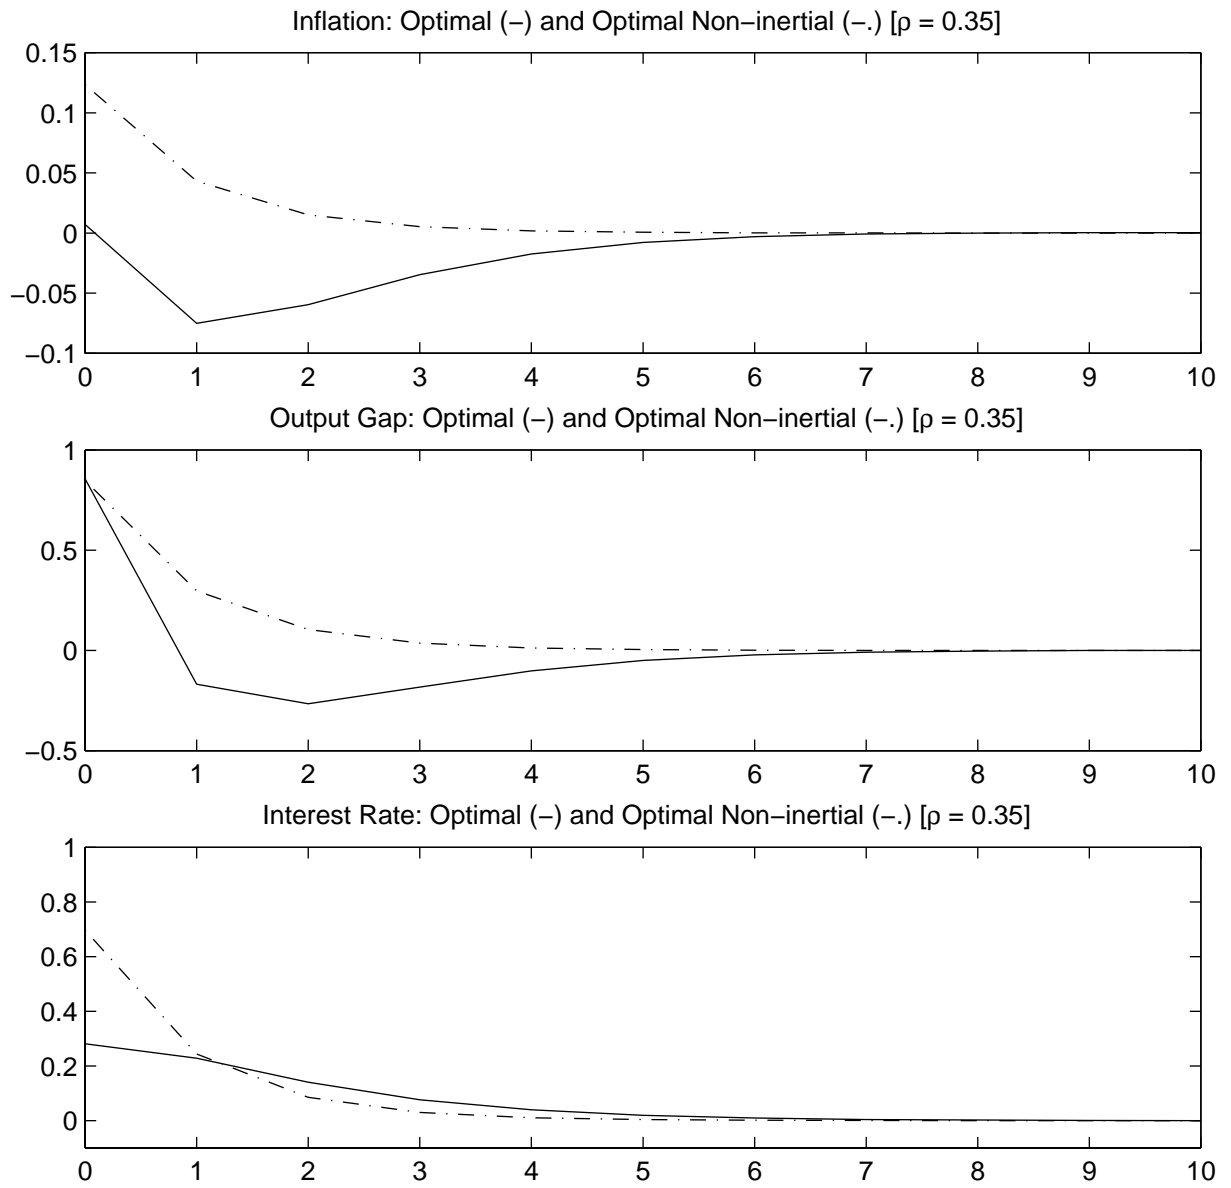 Inflation: Optimal (−) and Optimal Non−inertial (−.) [ρ = 0.35]
0.15
0.1
0.05
0
−0.05
−0.1
0 1 2 3 4 5 6 7 8 9 10
Output Gap: Optimal (−) and Optimal Non−inertial (−.) [ρ = 0.35]
1
0.5
0
−0.5
0 1 2 3 4 5 6 7 8 9 10
Interest Rate: Optimal (−) and Optimal Non−inertial (−.) [ρ = 0.35]
1
0.8
0.6
0.4
0.2
0
0 1 2 3 4 5 6 7 8 9 10